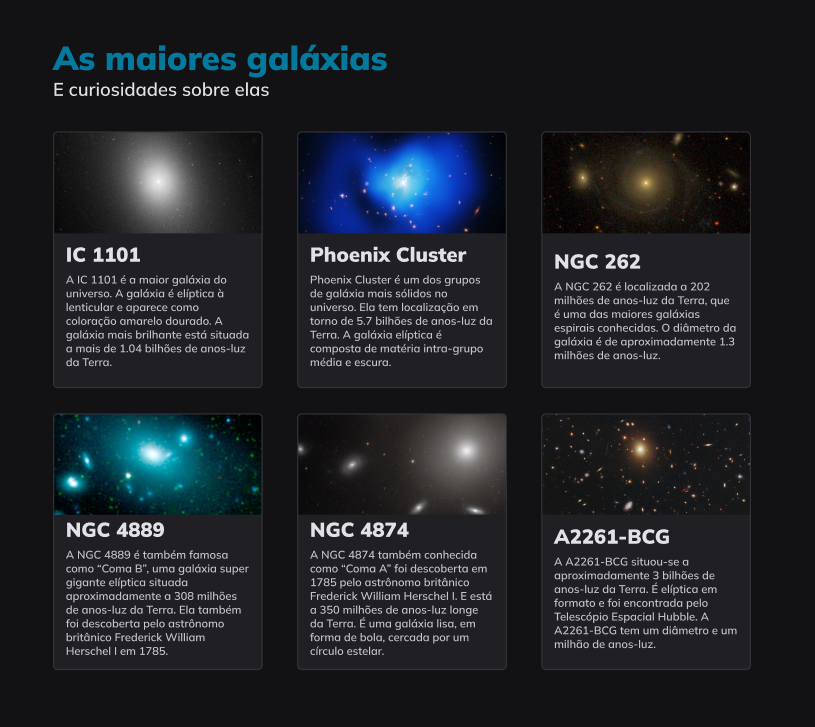 As maiores galáxias
E curiosidades sobre elas
IC 1101
A IC 1101 é a maior galáxia do
universo. A galáxia é elíptica à
lenticular e aparece como
coloração amarelo dourado. A
galáxia mais brilhante está situada
a mais de 1.04 bilhões de anos-luz
da Terra.
Phoenix Cluster
Phoenix Cluster é um dos grupos
de galáxia mais sólidos no
universo. Ela tem localização em
torno de 5.7 bilhões de anos-luz da
Terra. A galáxia elíptica é
composta de matéria intra-grupo
média e escura.
NGC 262
A NGC 262 é localizada a 202
milhões de anos-luz da Terra, que
é uma das maiores galáxias
espirais conhecidas. O diâmetro da
galáxia é de aproximadamente 1.3
milhões de anos-luz.
NGC 4889
A NGC 4889 é também famosa
como “Coma B”, uma galáxia super
gigante elíptica situada
aproximadamente a 308 milhões
de anos-luz da Terra. Ela também
foi descoberta pelo astrônomo
britânico Frederick William
Herschel I em 1785.
NGC 4874
A NGC 4874 também conhecida
como “Coma A” foi descoberta em
1785 pelo astrônomo britânico
Frederick William Herschel I. E está
a 350 milhões de anos-luz longe
da Terra. É uma galáxia lisa, em
forma de bola, cercada por um
círculo estelar.
A2261-BCG
A A2261-BCG situou-se a
aproximadamente 3 bilhões de
anos-luz da Terra. É elíptica em
formato e foi encontrada pelo
Telescópio Espacial Hubble. A
A2261-BCG tem um diâmetro e um
milhão de anos-luz.